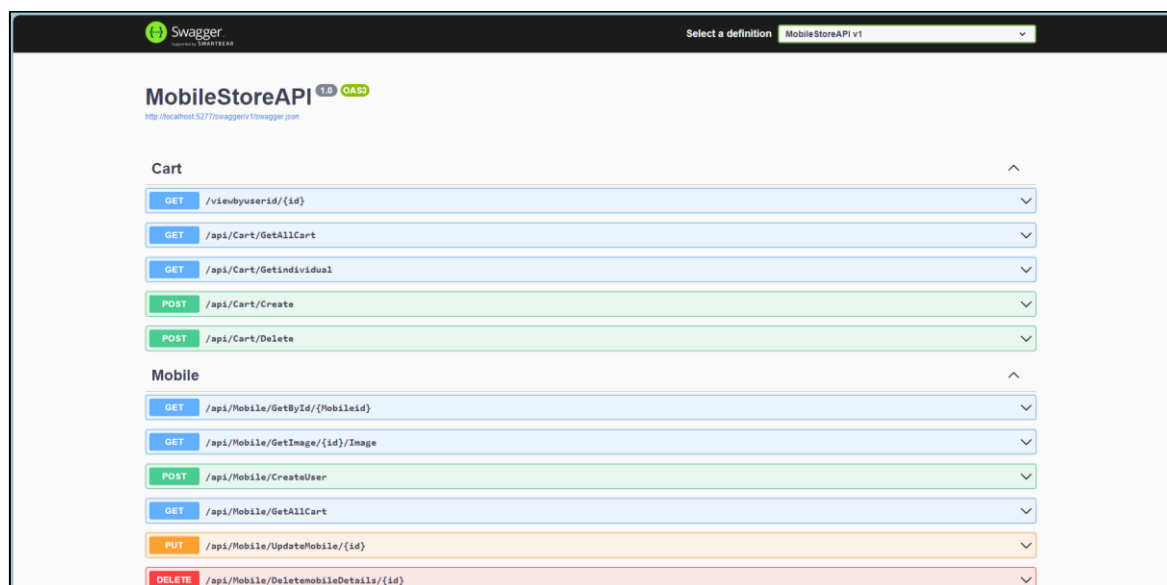 Swagger
Supported by SMARTBEAR
Select a definition MobileStoreAPI v1
MobileStoreAPI 1.0 OAS3
http://localhost:5277/swagger/v1/swagger.json
Cart
GET /viewbyuserid/{id}
GET /api/Cart/GetAllCart
GET /api/Cart/Getindividual
POST /api/Cart/Create
POST /api/Cart/Delete
Mobile
GET /api/Mobile/GetById/{Mobileid}
GET /api/Mobile/GetImage/{id}/Image
POST /api/Mobile/CreateUser
GET /api/Mobile/GetAllCart
PUT /api/Mobile/UpdateMobile/{id}
DELETE /api/Mobile/DeletemobileDetails/{id}